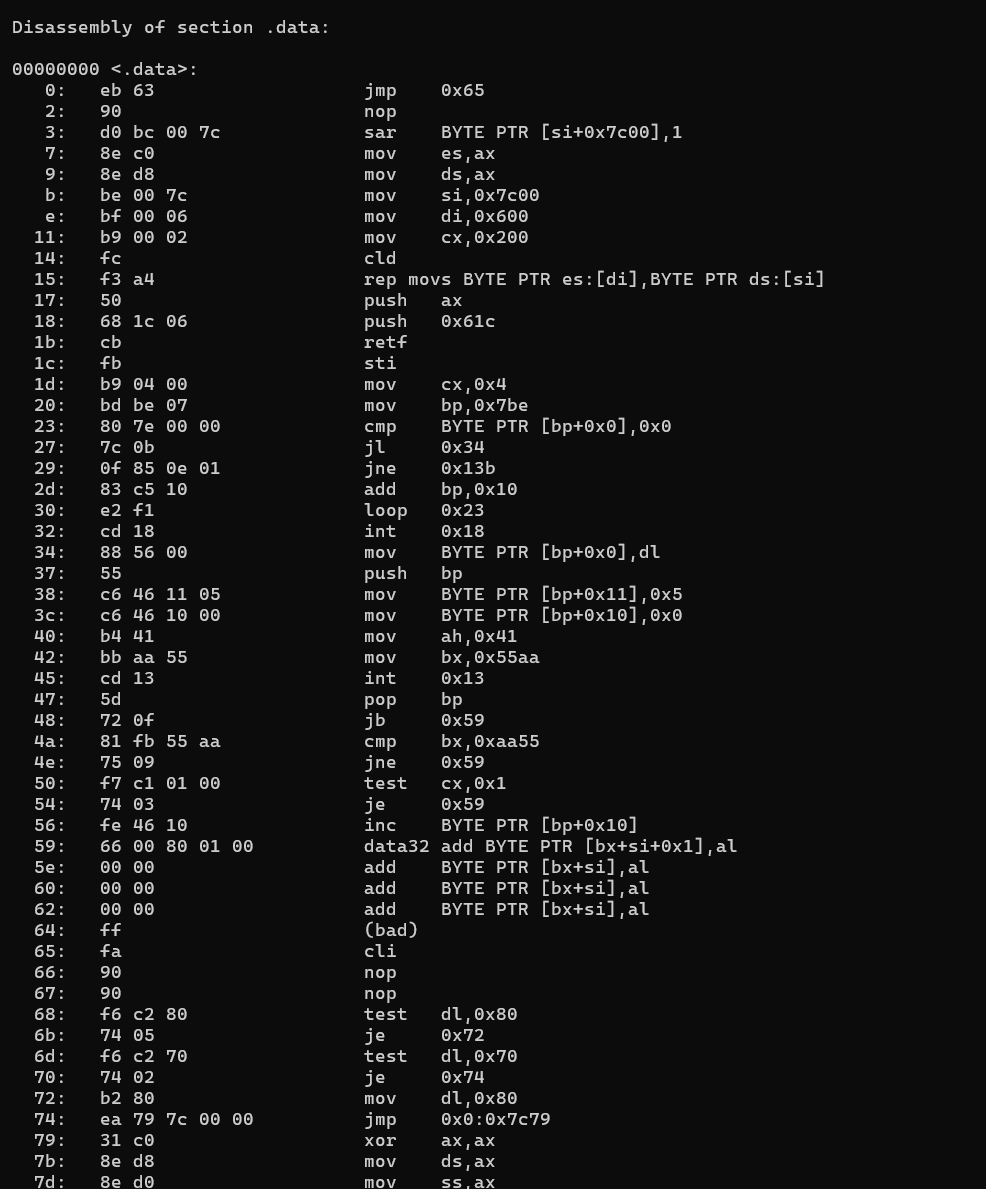 Disassembly of section .data:
00000000 <.data>:
0: eb 63 jmp 0x65
2: 90 nop
3: d0 bc 00 7c sar BYTE PTR [si+0x7c00],1
7: 8e c0 mov es,ax
9: 8e d8 mov ds,ax
b: be 00 7c mov si,0x7c00
e: bf 00 06 mov di,0x600
11: b9 00 02 mov cx,0x200
14: fc cld
15: f3 a4 rep movs BYTE PTR es:[di],BYTE PTR ds:[si]
17: 50 push ax
18: 68 1c 06 push 0x61c
1b: cb retf
1c: fb sti
1d: b9 04 00 mov cx,0x4
20: bd be 07 mov bp,0x7be
23: 80 7e 00 00 cmp BYTE PTR [bp+0x0],0x0
27: 7c 0b jl 0x34
29: 0f 85 0e 01 jne 0x13b
2d: 83 c5 10 add bp,0x10
30: e2 f1 loop 0x23
32: cd 18 int 0x18
34: 88 56 00 mov BYTE PTR [bp+0x0],dl
37: 55 push bp
38: c6 46 11 05 mov BYTE PTR [bp+0x11],0x5
3c: c6 46 10 00 mov BYTE PTR [bp+0x10],0x0
40: b4 41 mov ah,0x41
42: bb aa 55 mov bx,0x55aa
45: cd 13 int 0x13
47: 5d pop bp
48: 72 0f jb 0x59
4a: 81 fb 55 aa cmp bx,0xaa55
4e: 75 09 jne 0x59
50: f7 c1 01 00 test cx,0x1
54: 74 03 je 0x59
56: fe 46 10 inc BYTE PTR [bp+0x10]
59: 66 00 80 01 00 data32 add BYTE PTR [bx+si+0x1],al
5e: 00 00 add BYTE PTR [bx+si],al
60: 00 00 add BYTE PTR [bx+si],al
62: 00 00 add BYTE PTR [bx+si],al
64: ff (bad)
65: fa cli
66: 90 nop
67: 90 nop
68: f6 c2 80 test dl,0x80
6b: 74 05 je 0x72
6d: f6 c2 70 test dl,0x70
70: 74 02 je 0x74
72: b2 80 mov dl,0x80
74: ea 79 7c 00 00 jmp 0x0:0x7c79
79: 31 c0 xor ax,ax
7b: 8e d8 mov ds,ax
7d: 8e d0 mov ss,ax